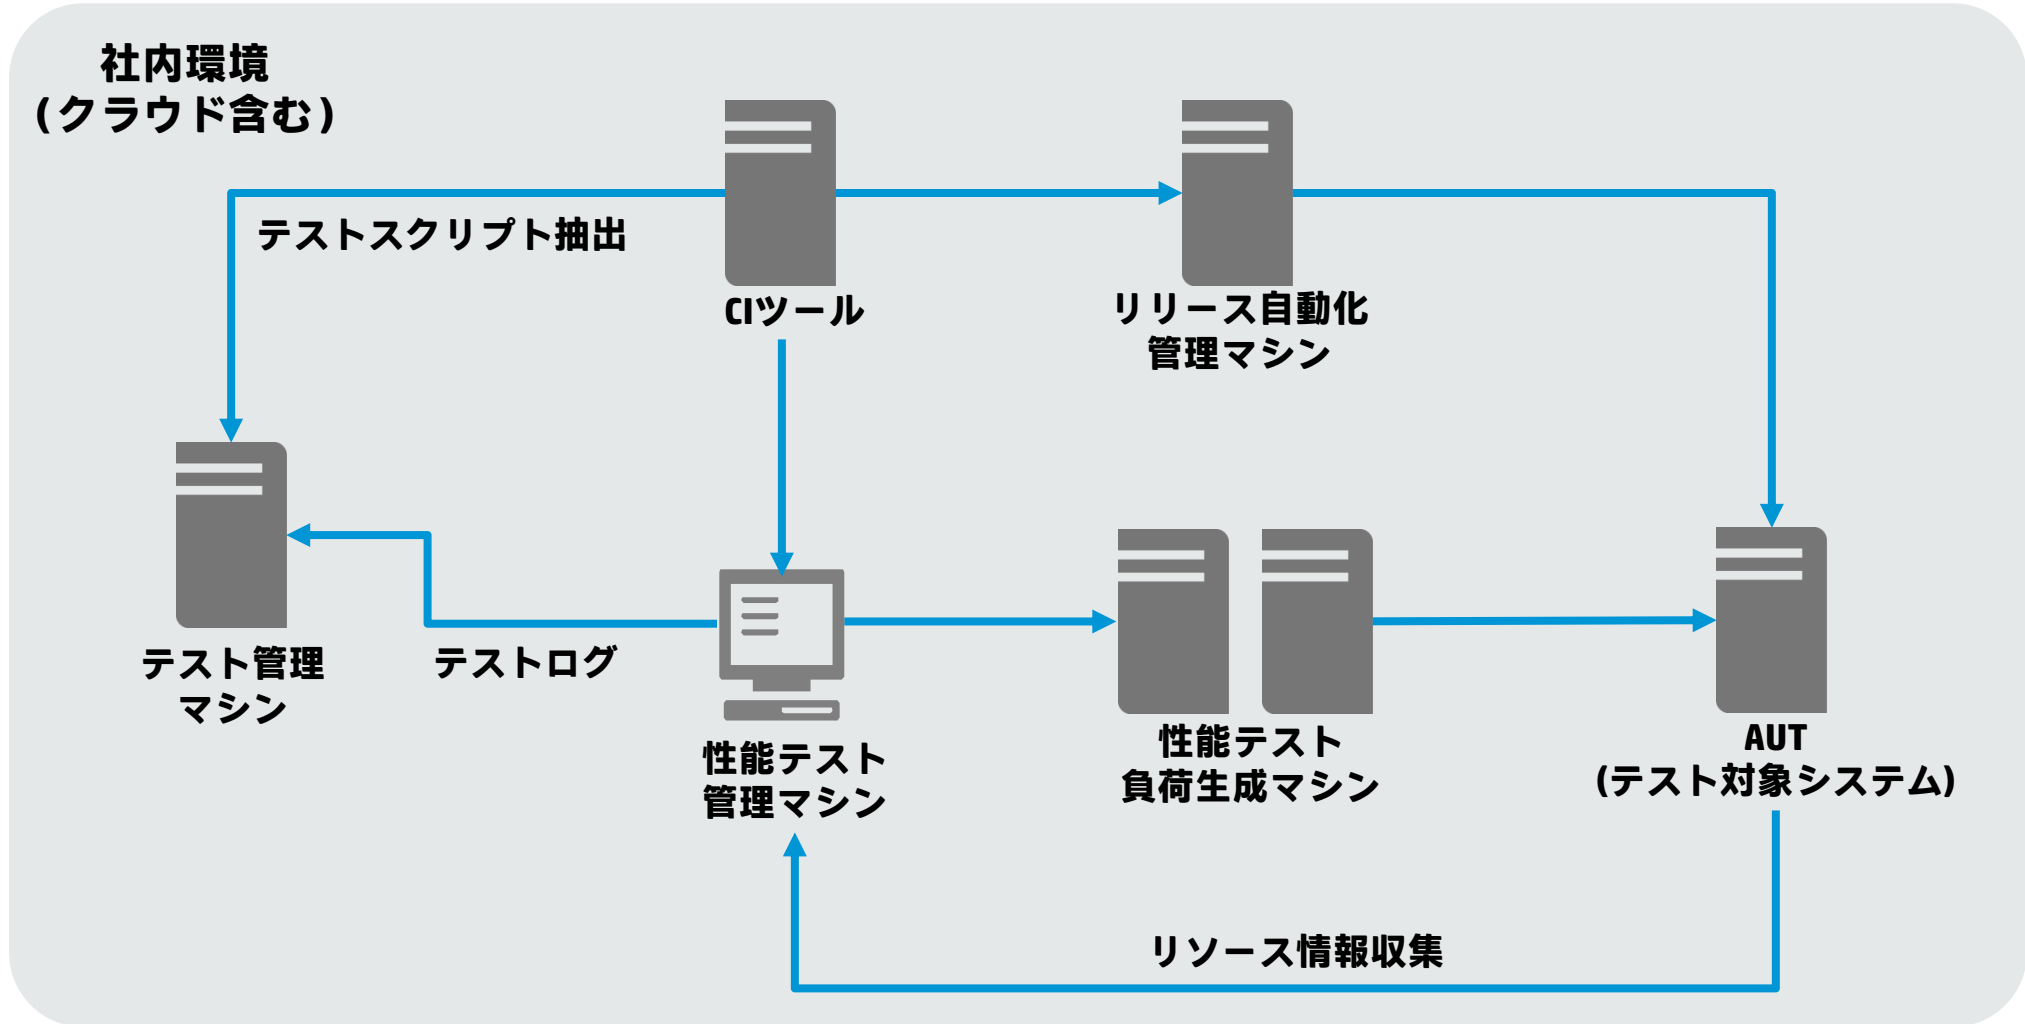 社内環境
(クラウド含む)
テストスクリプト抽出
CIツール
リリース自動化
管理マシン
テスト管理
マシン
テストログ
性能テスト
管理マシン
性能テスト
負荷生成マシン
AUT
(テスト対象システム)
リソース情報収集